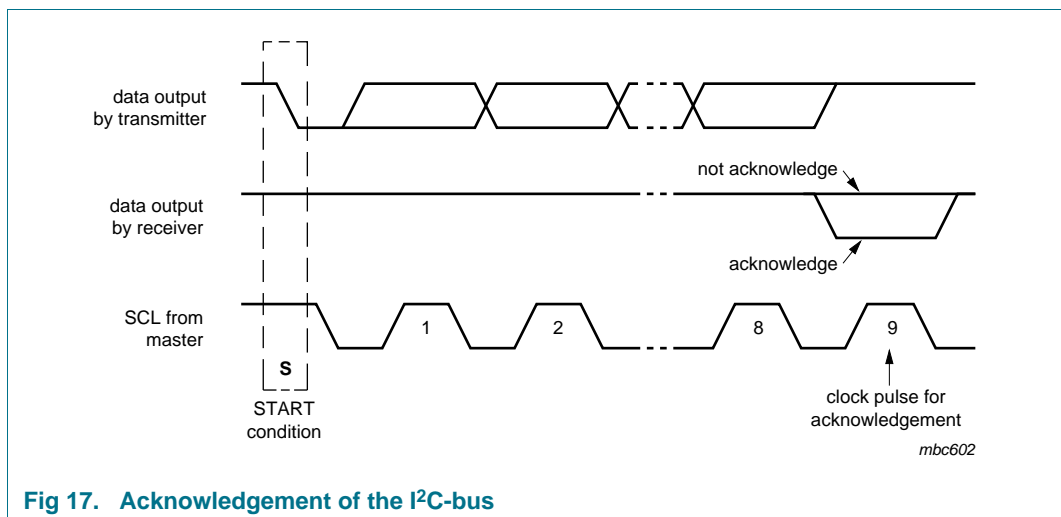 data output
by transmitter
not acknowledge
data output
by receiver
acknowledge
SCL from
master
1
2
8
9
S
START
condition
clock pulse for
acknowledgement
mbc602
Fig 17. Acknowledgement of the I²C-bus